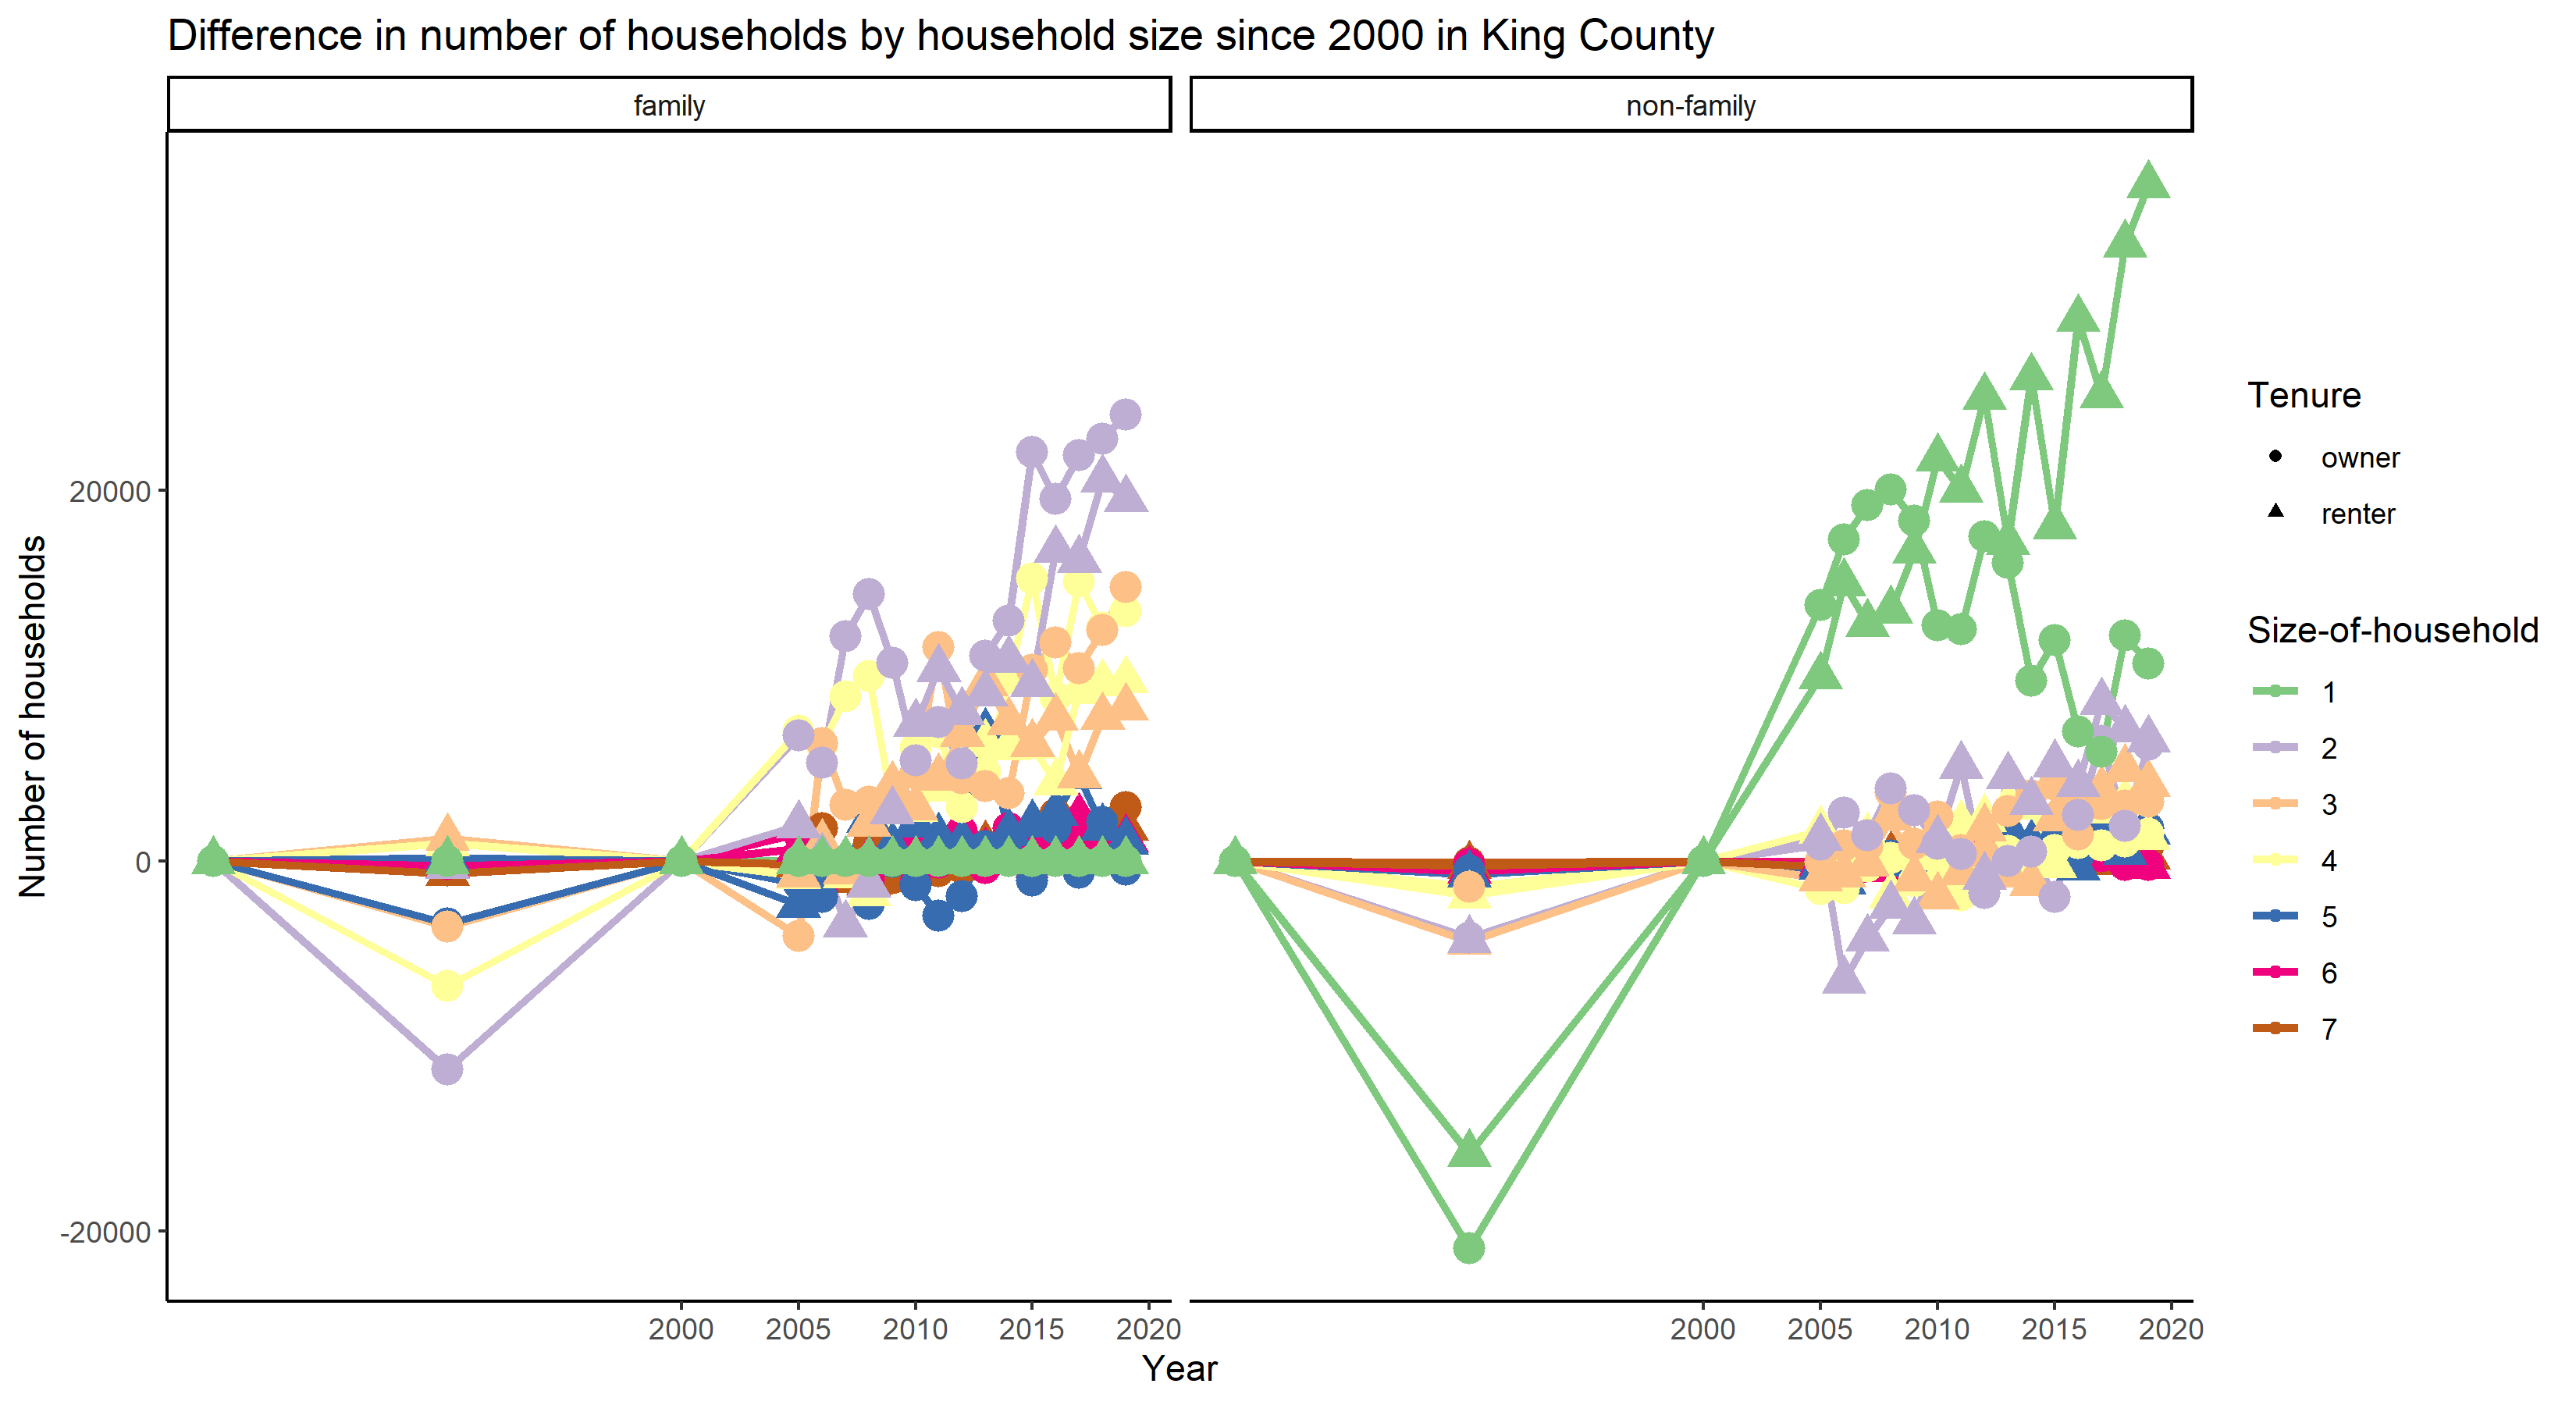 Difference in number of households by household size since 2000 in King County
family
non-family
Number of households
20000
0
-20000
2000 2005 2010 2015 2020
2000 2005 2010 2015 2020
Year
Tenure
owner
renter
Size-of-household
1
2
3
4
5
6
7